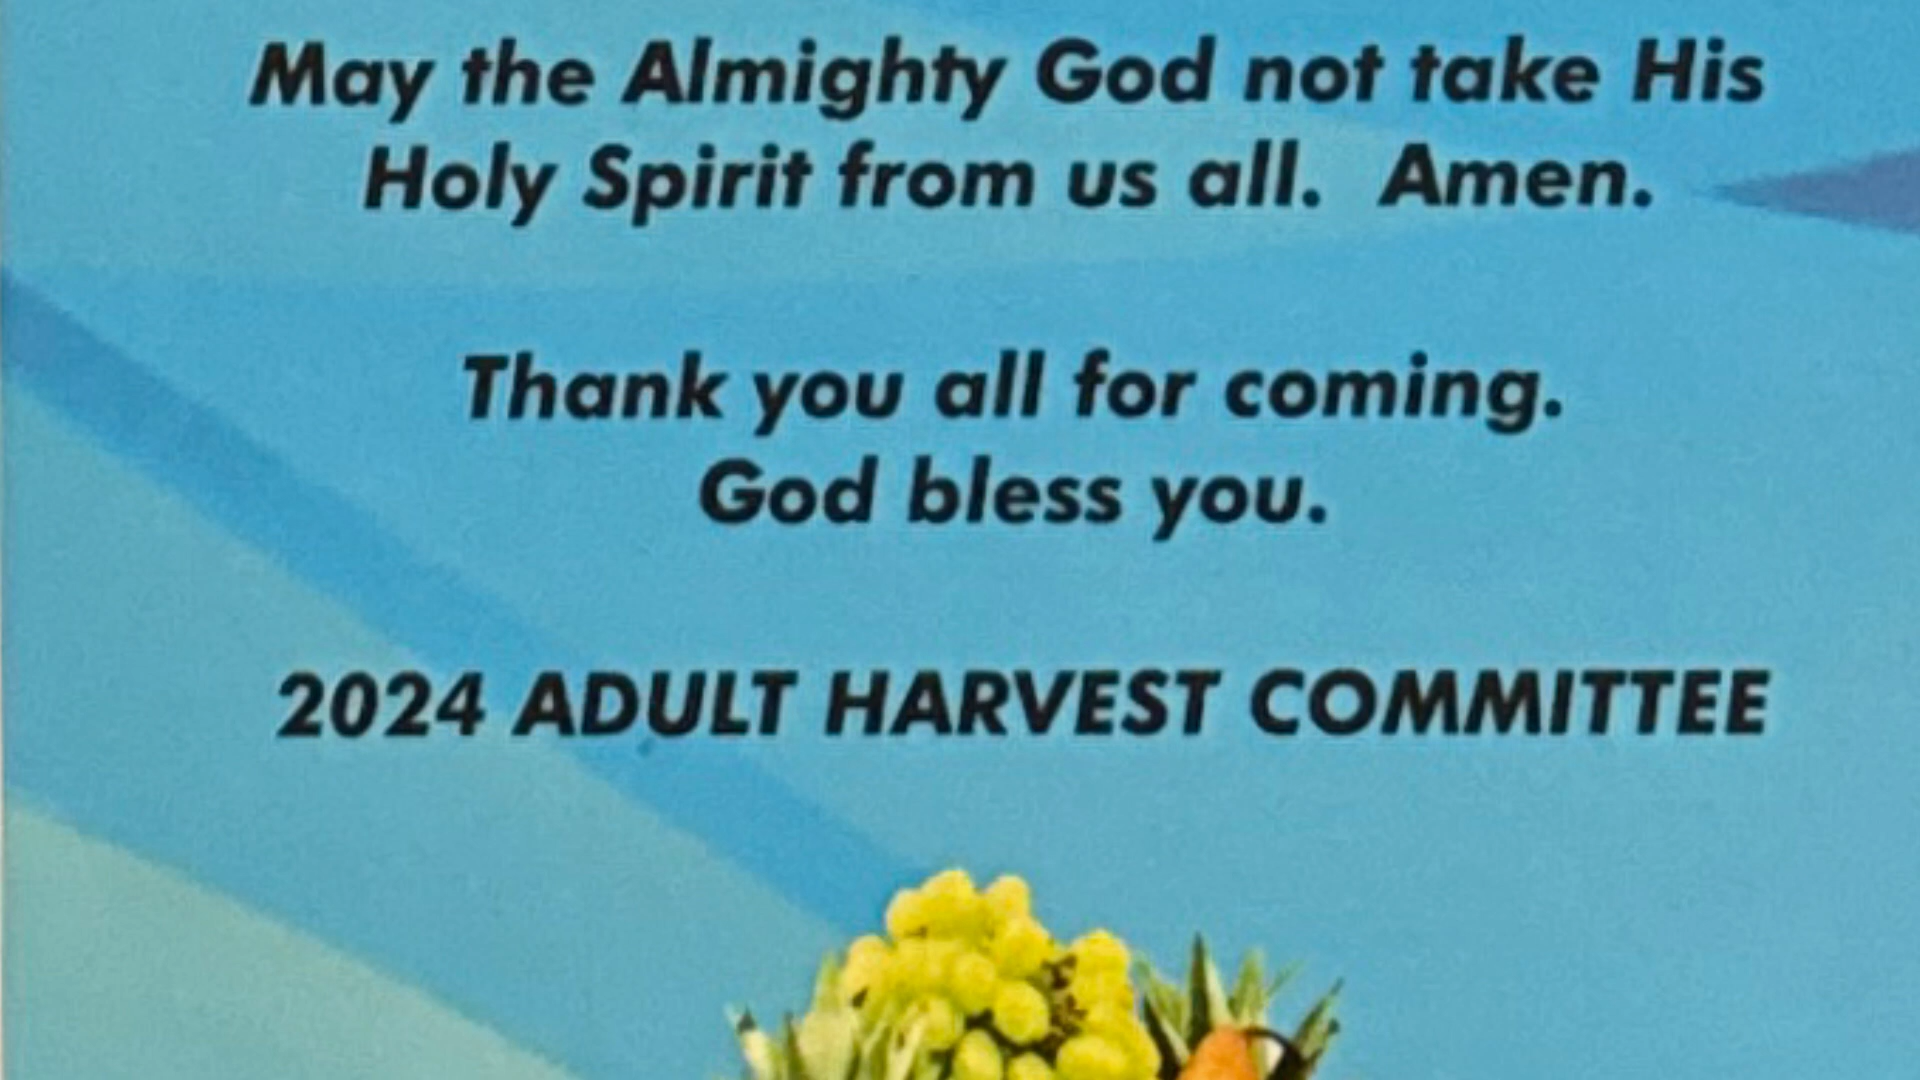 May the Almighty God not take His
Holy Spirit from us all. Amen.
Thank you all for coming.
God bless you.
2024 ADULT HARVEST COMMITTEE